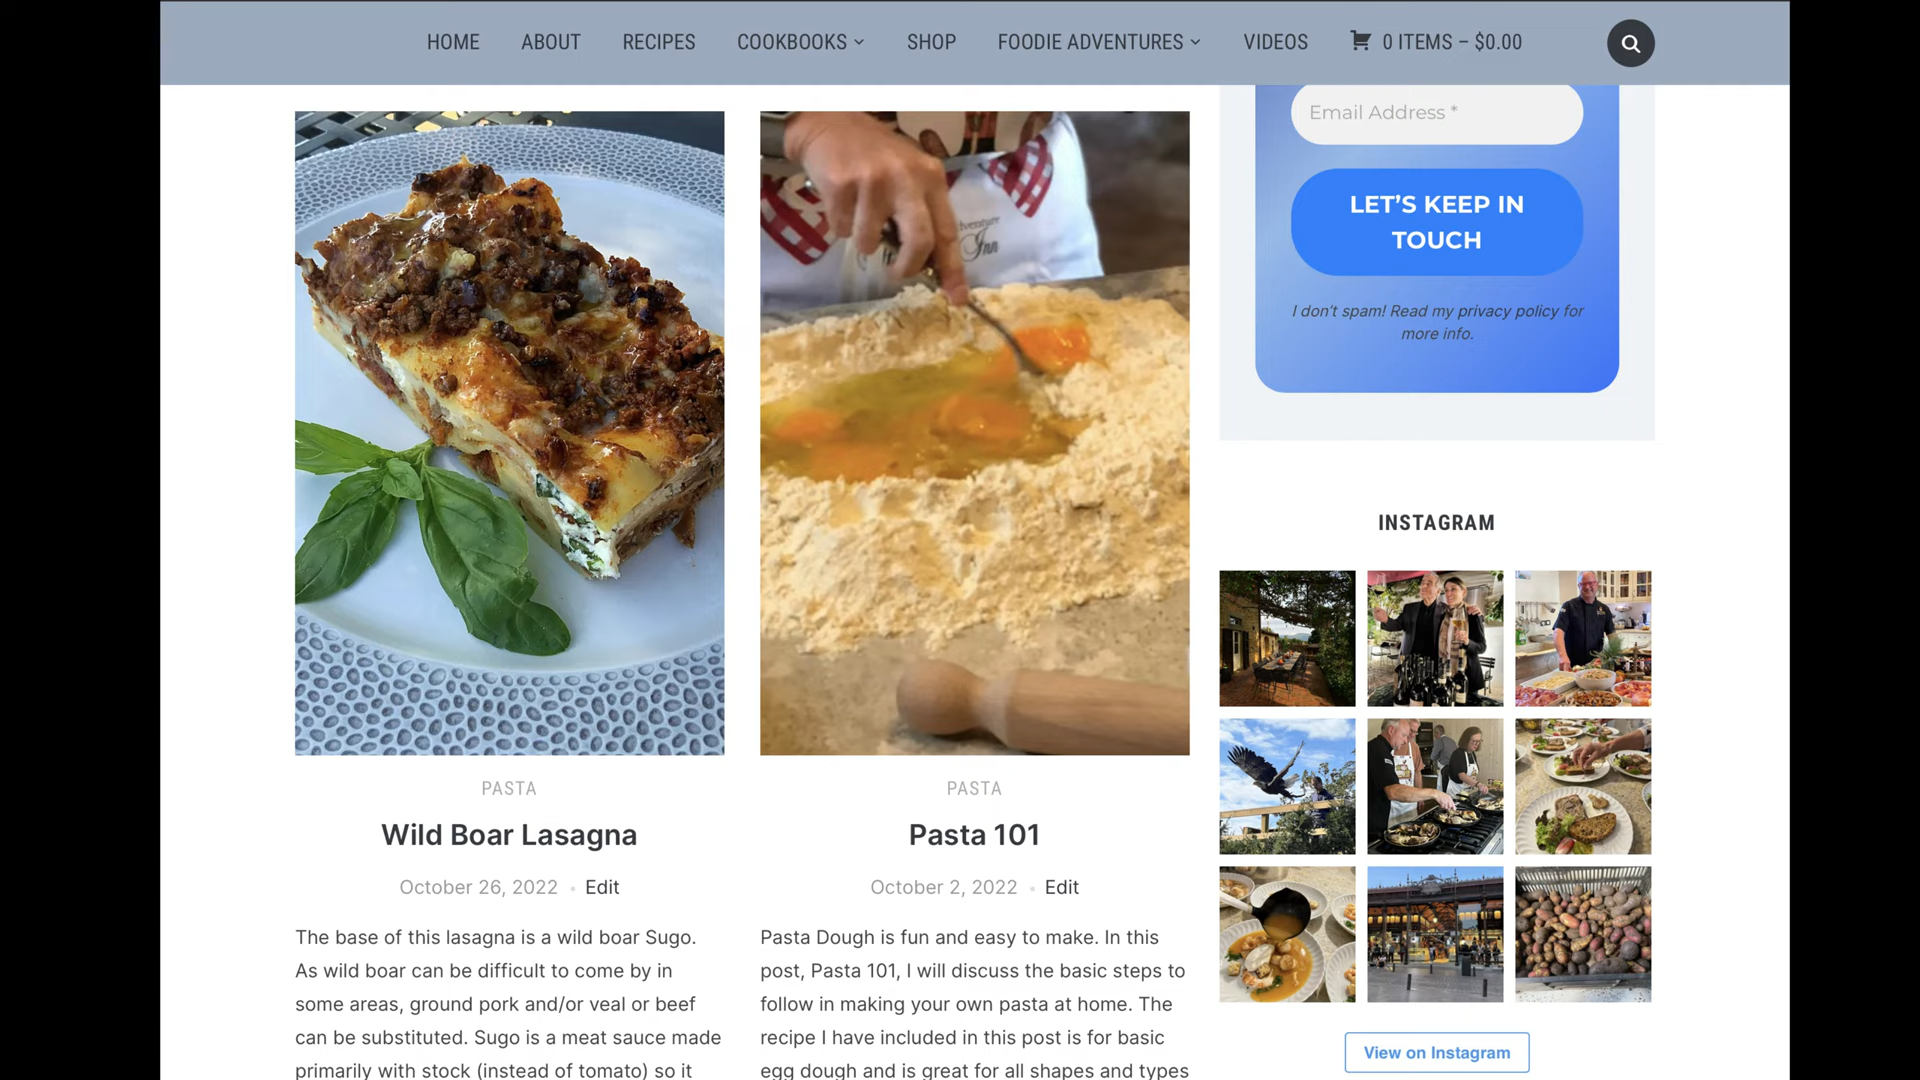 HOME ABOUT RECIPES COOKBOOKS SHOP FOODIE ADVENTURES VIDEOS 0 ITEMS – $0.00
Email Address *
LET’S KEEP IN
TOUCH
I don’t spam! Read my privacy policy for
more info.
Inn
PASTA
Wild Boar Lasagna
October 26, 2022 • Edit
The base of this lasagna is a wild boar Sugo.
As wild boar can be difficult to come by in
some areas, ground pork and/or veal or beef
can be substituted. Sugo is a meat sauce made
primarily with stock (instead of tomato) so it
PASTA
Pasta 101
October 2, 2022 • Edit
Pasta Dough is fun and easy to make. In this
post, Pasta 101, I will discuss the basic steps to
follow in making your own pasta at home. The
recipe I have included in this post is for basic
egg dough and is great for all shapes and types
INSTAGRAM
View on Instagram